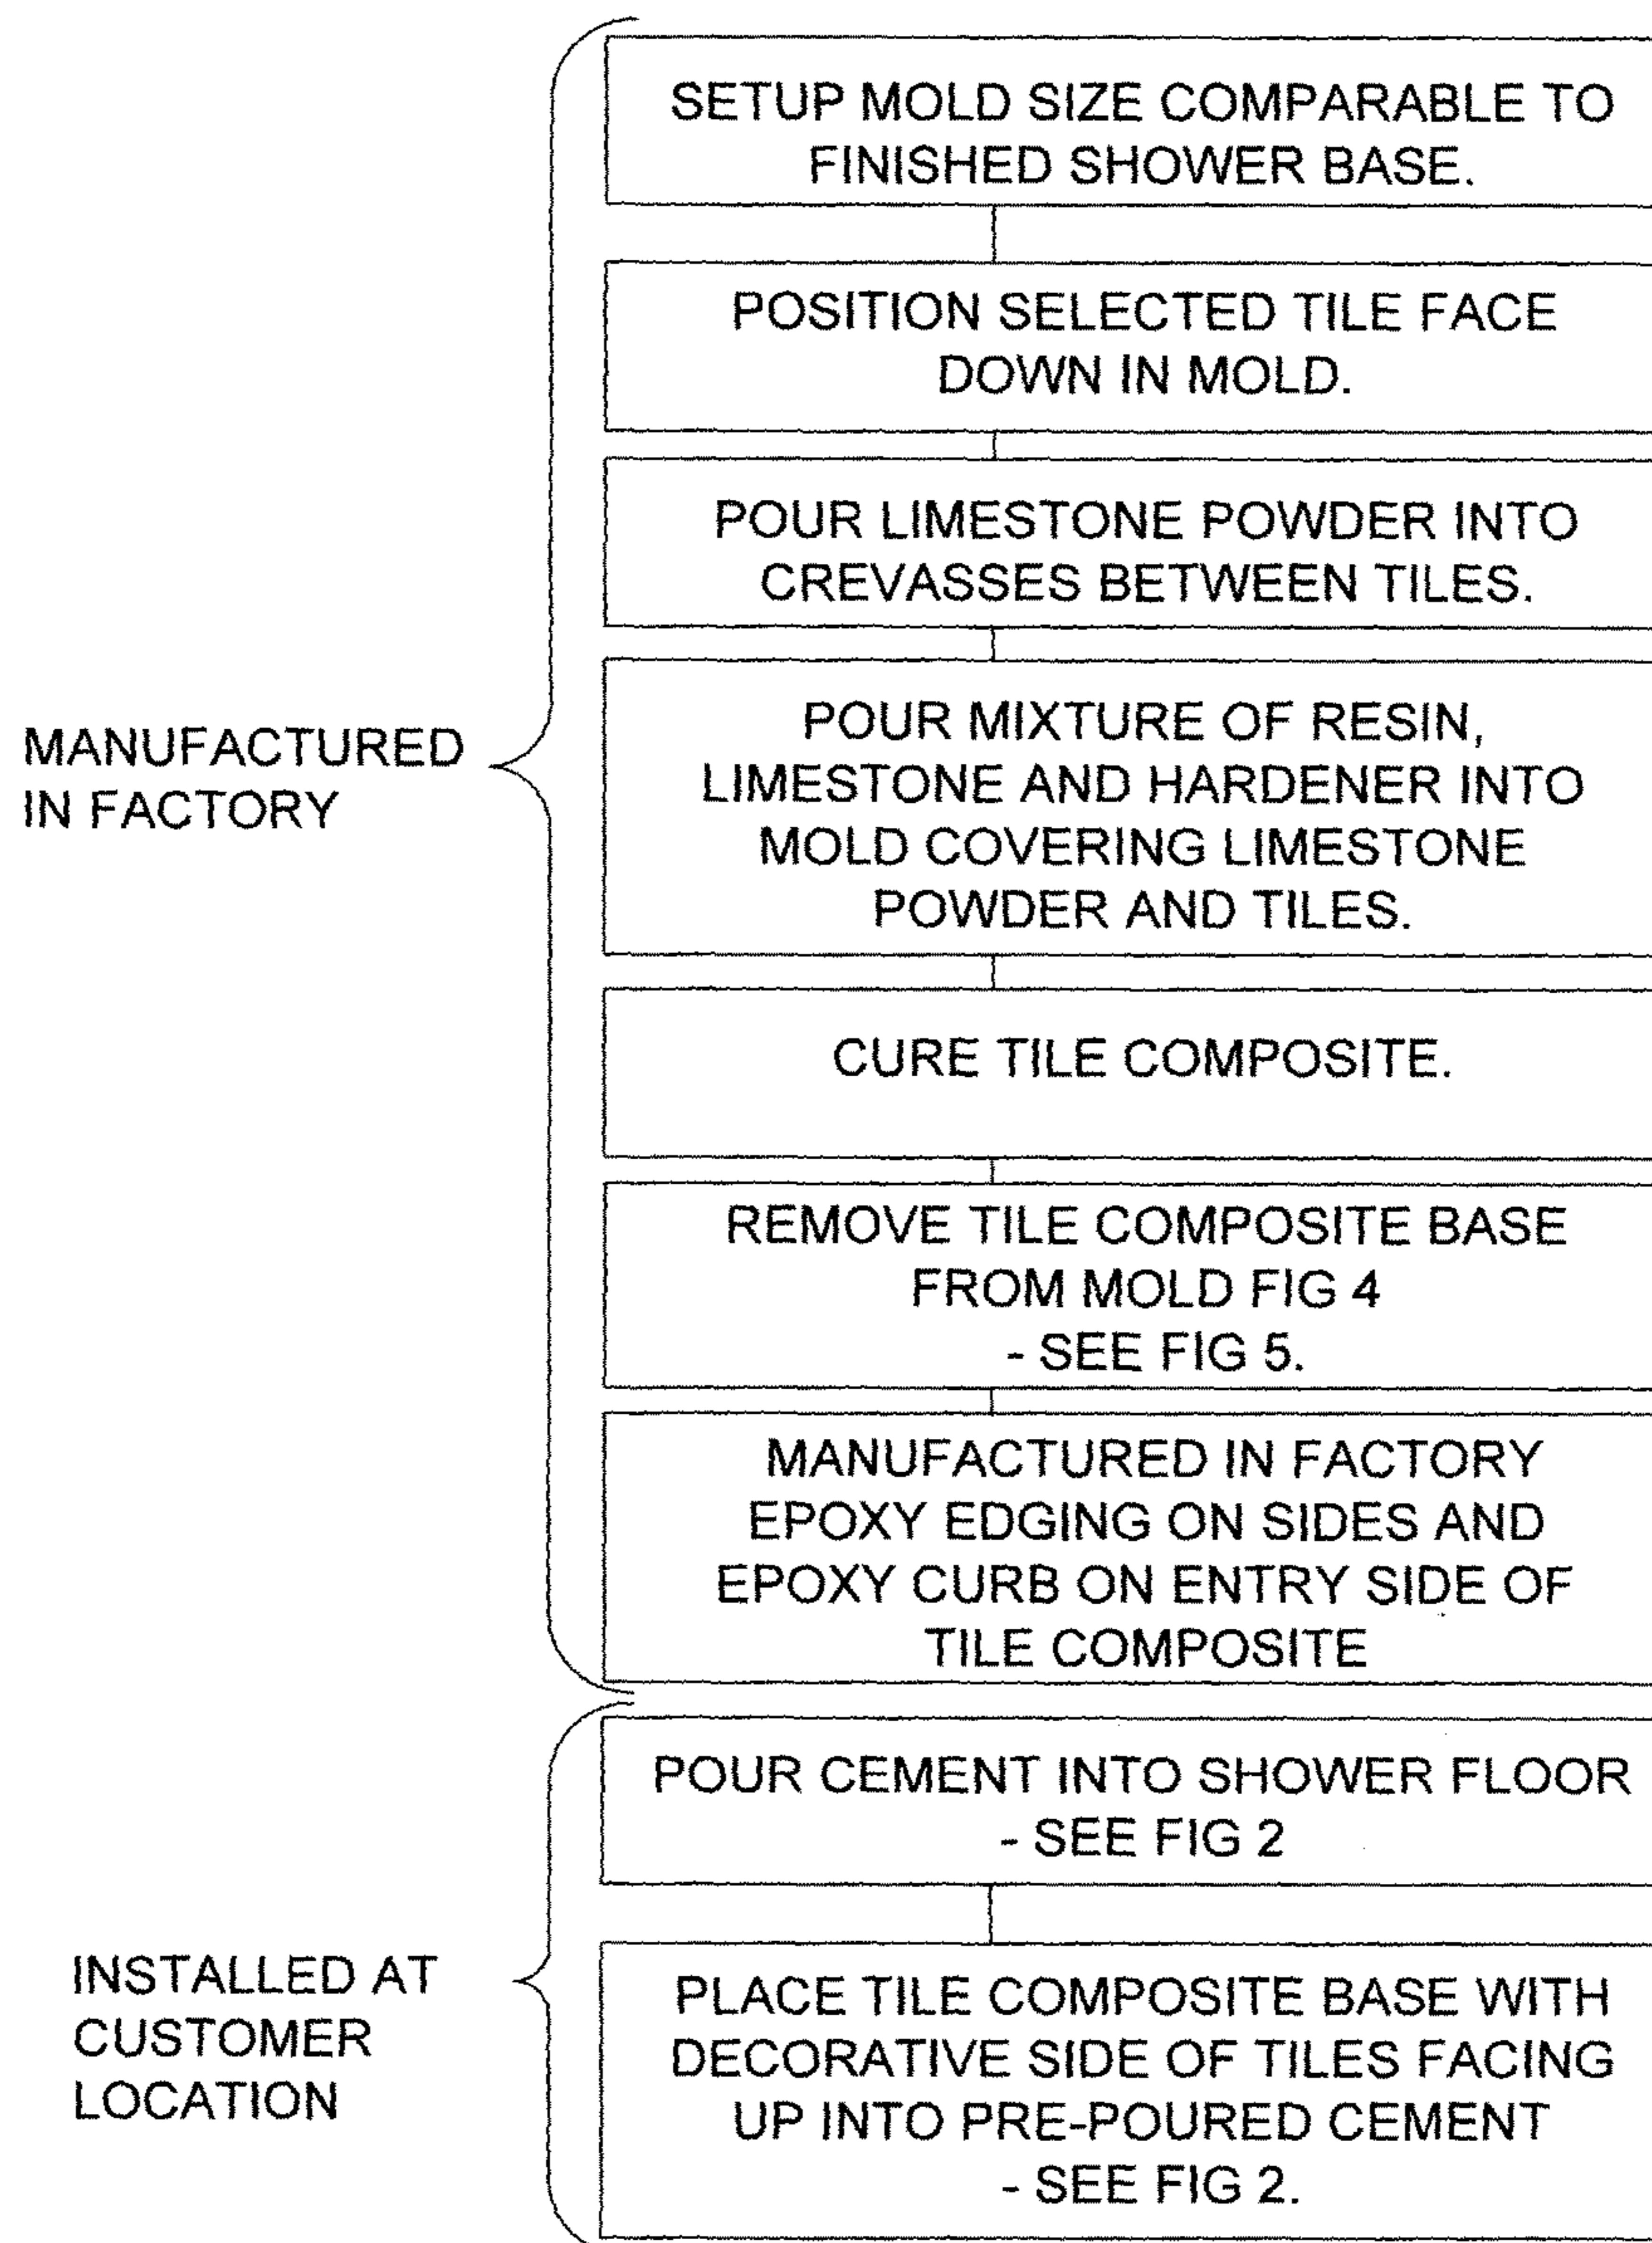 SETUP MOLD SIZE COMPARABLE TO
FINISHED SHOWER BASE.
POSITION SELECTED TILE FACE
DOWN IN MOLD.
POUR LIMESTONE POWDER INTO
CREVASSES BETWEEN TILES.
POUR MIXTURE OF RESIN,
LIMESTONE AND HARDENER INTO
MOLD COVERING LIMESTONE
POWDER AND TILES.
CURE TILE COMPOSITE.
REMOVE TILE COMPOSITE BASE
FROM MOLD FIG 4
- SEE FIG 5.
MANUFACTURED IN FACTORY
EPOXY EDGING ON SIDES AND
EPOXY CURB ON ENTRY SIDE OF
TILE COMPOSITE
MANUFACTURED
IN FACTORY
POUR CEMENT INTO SHOWER FLOOR
- SEE FIG 2
PLACE TILE COMPOSITE BASE WITH
DECORATIVE SIDE OF TILES FACING
UP INTO PRE-POURED CEMENT
- SEE FIG 2.
INSTALLED AT
CUSTOMER
LOCATION